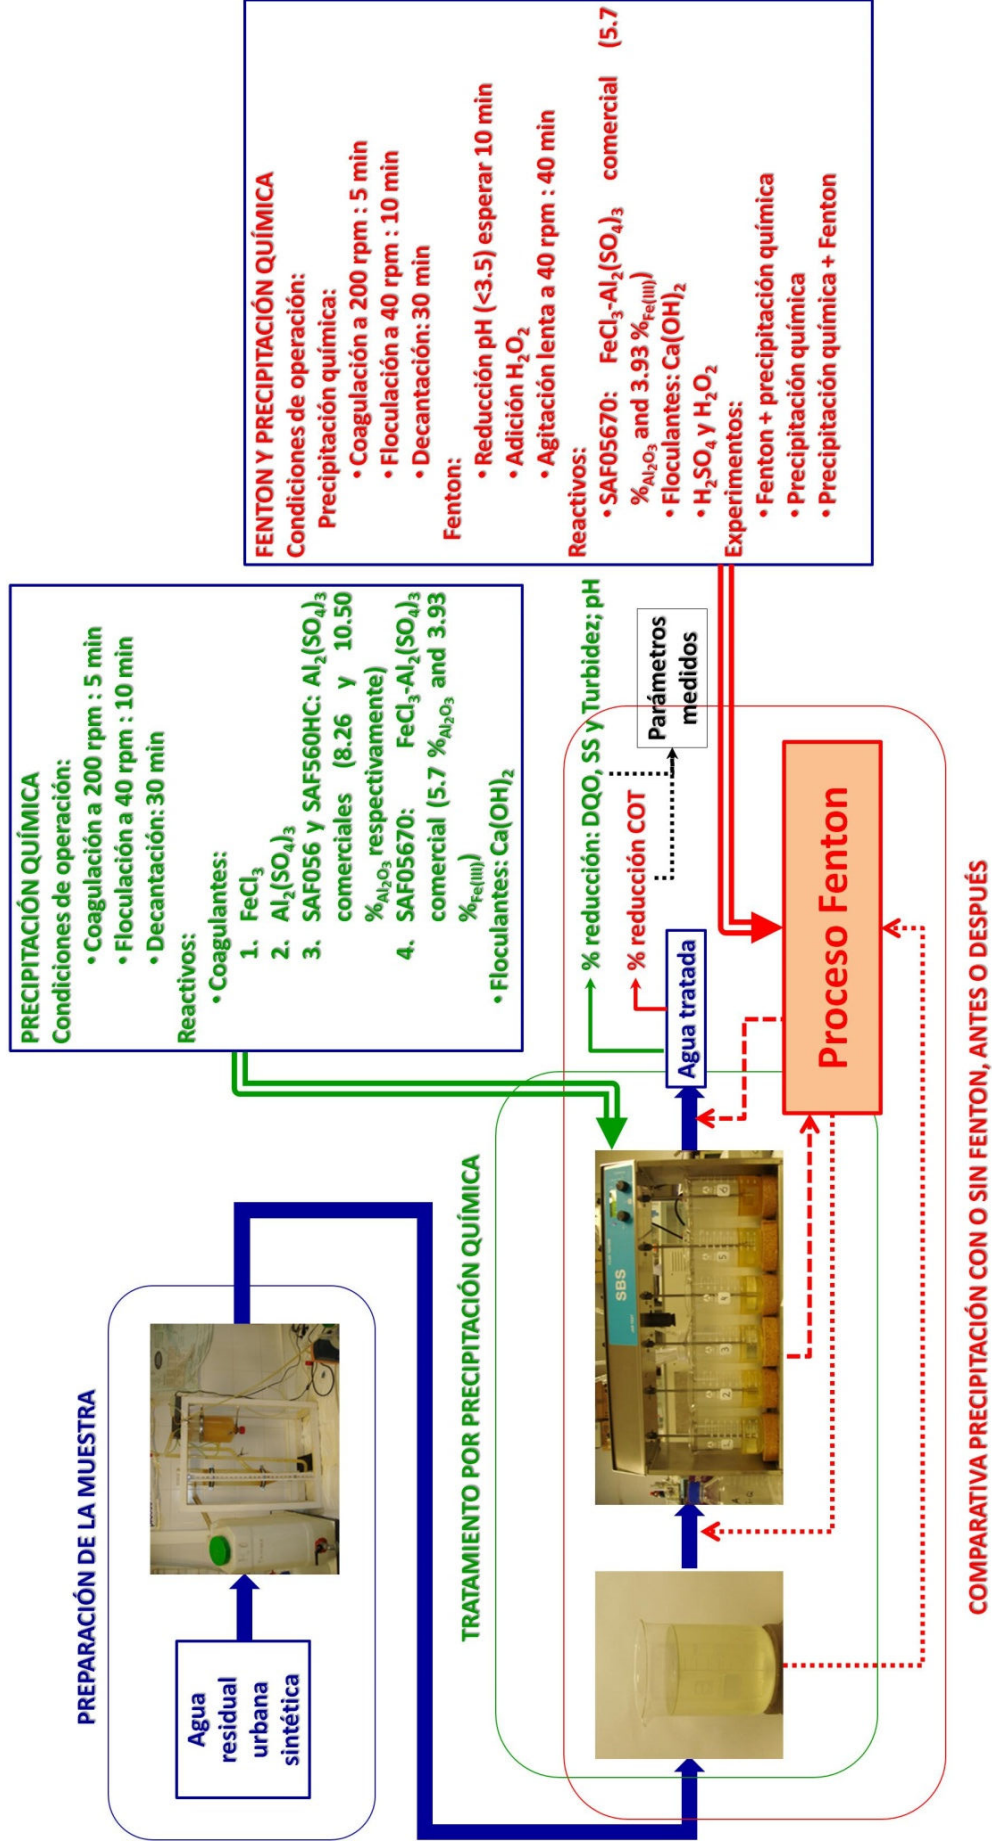 PREPARACIÓN DE LA MUESTRA
Agua
residual
urbana
sintética
PRECIPITACIÓN QUÍMICA
Condiciones de operación:
• Coagulación a 200 rpm : 5 min
• Floculación a 40 rpm : 10 min
• Decantación: 30 min
Reactivos:
• Coagulantes:
1. FeCl₃
2. Al₂(SO₄)₃
3. SAF056 y SAF560HC: Al₂(SO₄)₃
comerciales (8.26 y 10.50
%Al₂O₃ respectivamente)
4. SAF05670: FeCl₃-Al₂(SO₄)₃
comercial (5.7 %Al₂O₃ and 3.93
%Fe(III))
• Floculantes: Ca(OH)₂
FENTON Y PRECIPITACIÓN QUÍMICA
Condiciones de operación:
Precipitación química:
• Coagulación a 200 rpm : 5 min
• Floculación a 40 rpm : 10 min
• Decantación: 30 min
Fenton:
• Reducción pH (<3.5) esperar 10 min
• Adición H₂O₂
• Agitación lenta a 40 rpm : 40 min
Reactivos:
• SAF05670: FeCl₃-Al₂(SO₄)₃ comercial (5.7
%Al₂O₃ and 3.93 %Fe(III))
• Floculantes: Ca(OH)₂
• H₂SO₄ y H₂O₂
Experimentos:
• Fenton + precipitación química
• Precipitación química
• Precipitación química + Fenton
TRATAMIENTO POR PRECIPITACIÓN QUÍMICA
SBS
2
3
4
5
6
Agua tratada
% reducción: DQO, SS y Turbidez; pH
% reducción COT
Parámetros
medidos
Proceso Fenton
COMPARATIVA PRECIPITACIÓN CON O SIN FENTON, ANTES O DESPUÉS